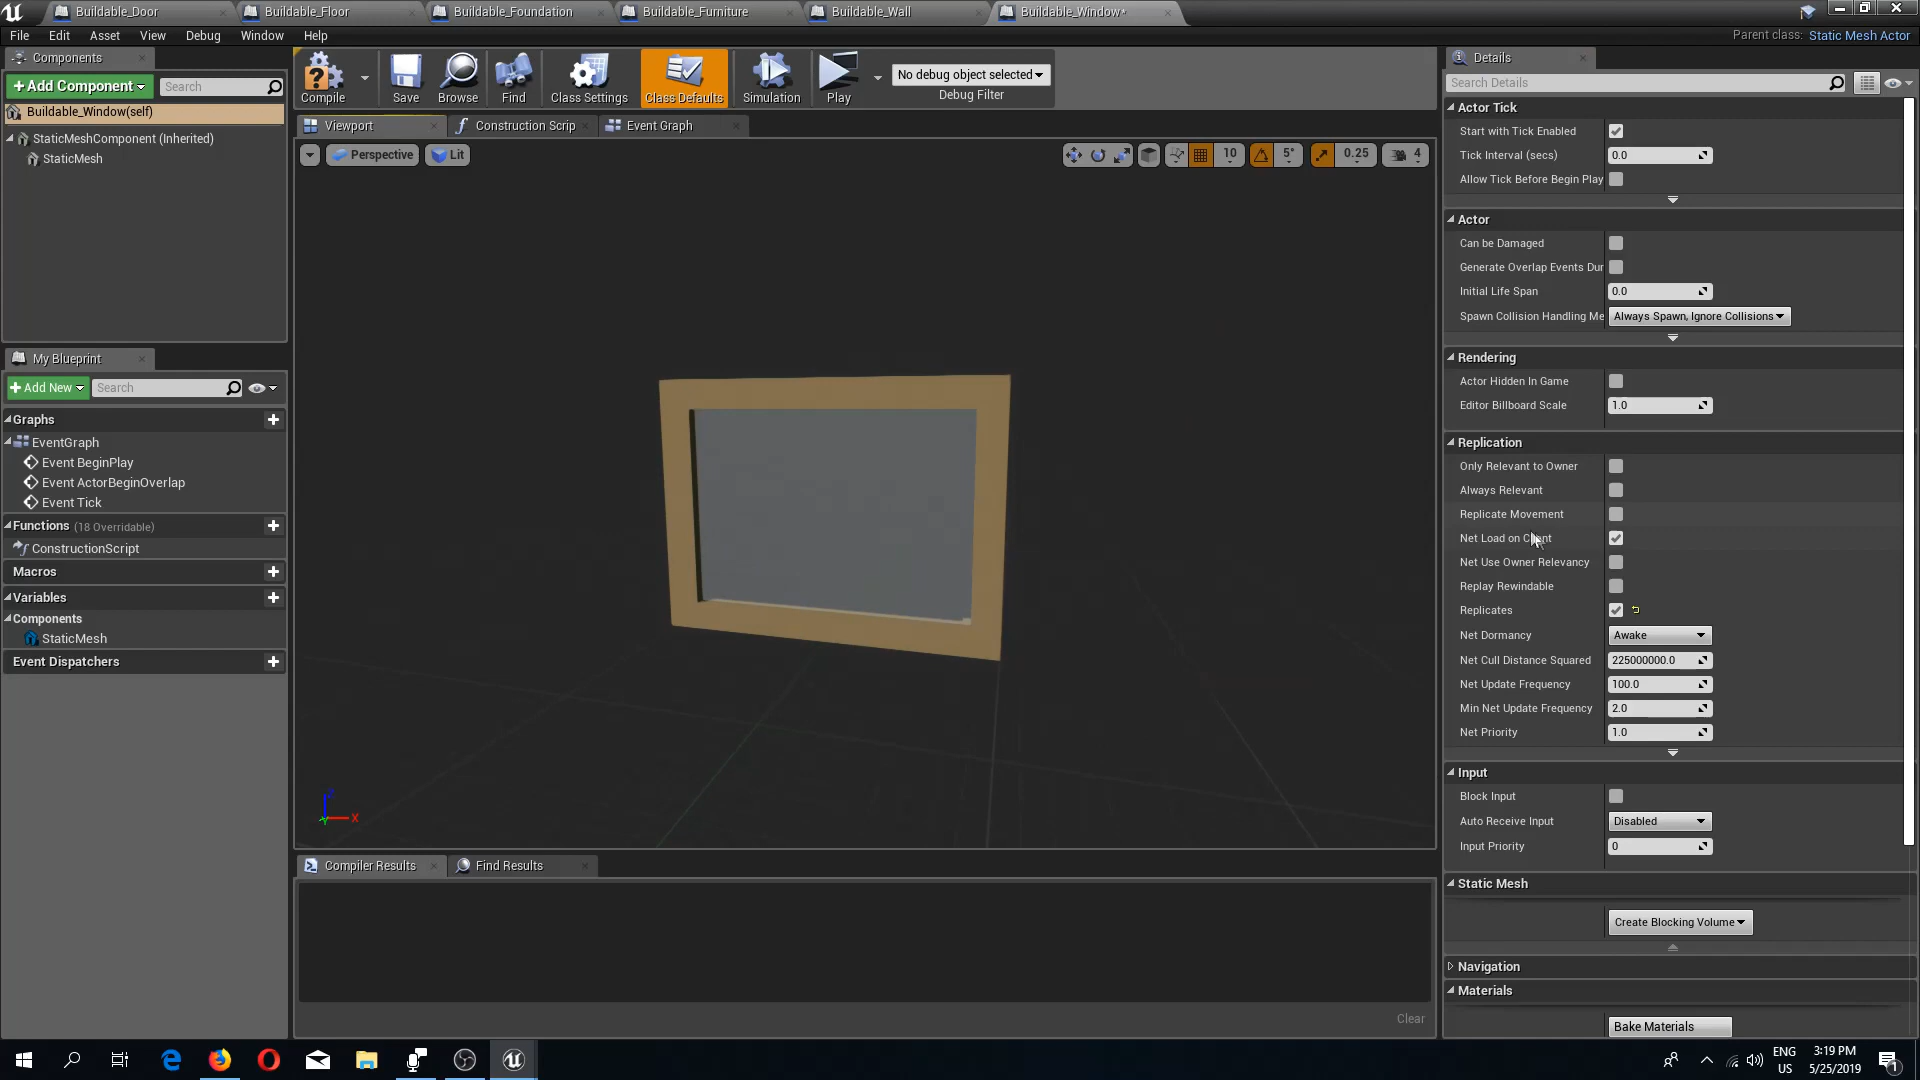 Buildable_Door
Buildable_Floor
Buildable_Foundation
Buildable_Furniture
Buildable_Wall
Buildable_Window*
File Edit Asset View Debug Window Help
Parent class: Static Mesh Actor
Components
+ Add Component
Search
Buildable_Window(self)
StaticMeshComponent (Inherited)
StaticMesh
My Blueprint
+ Add New
Search
Graphs
EventGraph
Event BeginPlay
Event ActorBeginOverlap
Event Tick
Functions (18 Overridable)
ConstructionScript
Macros
Variables
Components
StaticMesh
Event Dispatchers
Compile
Save
Browse
Find
Class Settings
Class Defaults
Simulation
Play
No debug object selected
Debug Filter
Viewport
Construction Scrip
Event Graph
Perspective
Lit
10
5°
0.25
4
Z
X
Compiler Results
Find Results
Clear
Details
Search Details
Actor Tick
Start with Tick Enabled
Tick Interval (secs) 0.0
Allow Tick Before Begin Play
Actor
Can be Damaged
Generate Overlap Events Dur
Initial Life Span 0.0
Spawn Collision Handling Me Always Spawn, Ignore Collisions
Rendering
Actor Hidden In Game
Editor Billboard Scale 1.0
Replication
Only Relevant to Owner
Always Relevant
Replicate Movement
Net Load on Client
Net Use Owner Relevancy
Replay Rewindable
Replicates
Net Dormancy Awake
Net Cull Distance Squared 225000000.0
Net Update Frequency 100.0
Min Net Update Frequency 2.0
Net Priority 1.0
Input
Block Input
Auto Receive Input Disabled
Input Priority 0
Static Mesh
Create Blocking Volume
Navigation
Materials
Bake Materials
ENG
US
3:19 PM
5/25/2019
1